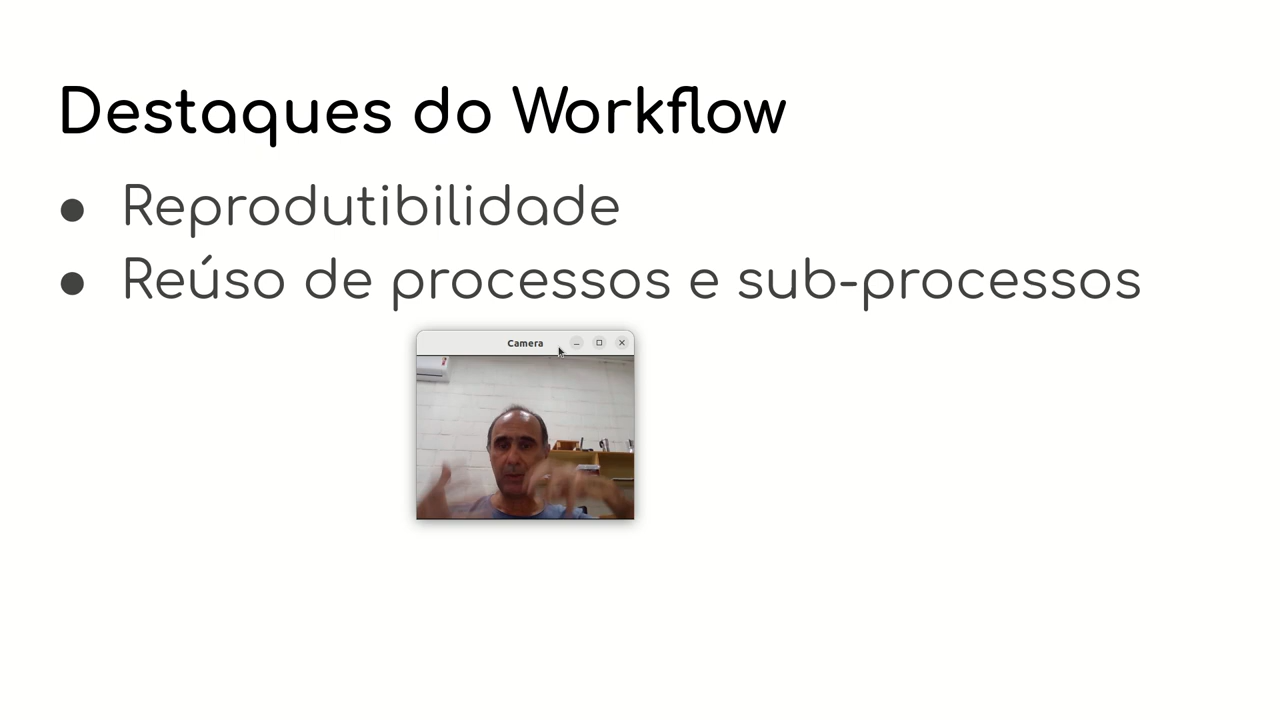 Destaques do Workflow
● Reprodutibilidade
● Reúso de processos e sub-processos
Camera